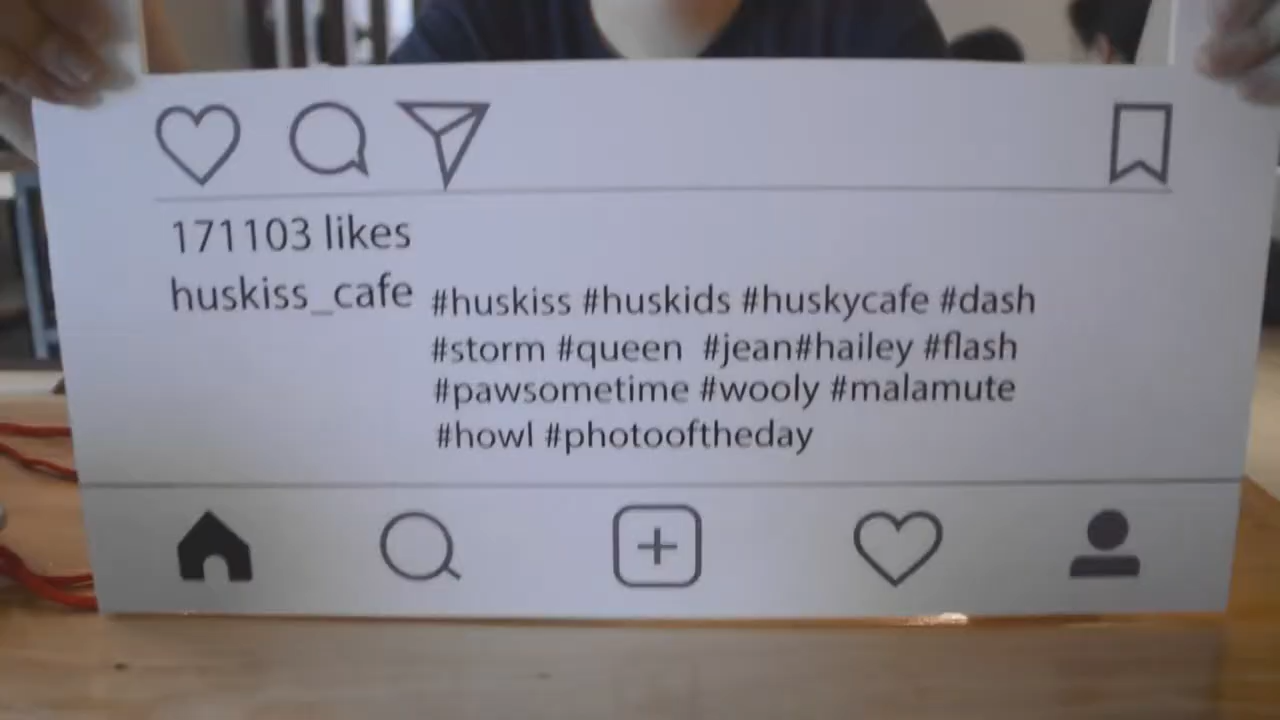 171103 likes
huskiss_cafe #huskiss #huskids #huskycafe #dash
#storm #queen #jean#hailey #flash
#pawsometime #wooly #malamute
#howl #photooftheday